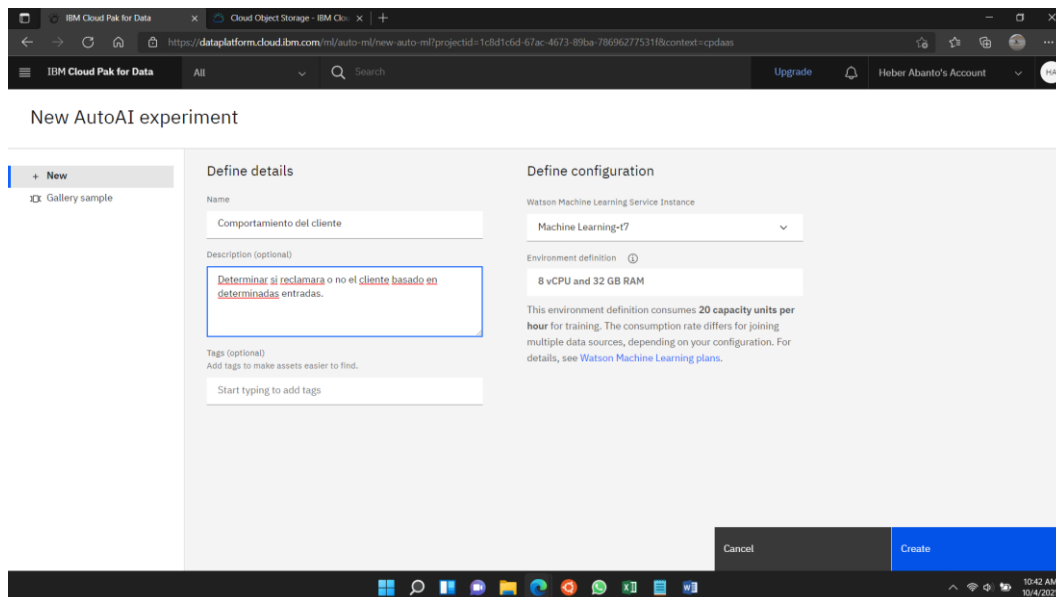 IBM Cloud Pak for Data
Cloud Object Storage - IBM Clou
https://dataplatform.cloud.ibm.com/ml/auto-ml/new-auto-ml?projectid=1c8d1c6d-67ac-4673-89ba-78696277531f&context=cpdaas
IBM Cloud Pak for Data
All
Search
Upgrade
Heber Abanto's Account
HA
New AutoAI experiment
+ New
Gallery sample
Define details
Name
Comportamiento del cliente
Description (optional)
Determinar si reclamara o no el cliente basado en
determinadas entradas.
Tags (optional)
Add tags to make assets easier to find.
Start typing to add tags
Define configuration
Watson Machine Learning Service Instance
Machine Learning-t7
Environment definition
8 vCPU and 32 GB RAM
This environment definition consumes 20 capacity units per
hour for training. The consumption rate differs for joining
multiple data sources, depending on your configuration. For
details, see Watson Machine Learning plans.
Cancel
Create
10:42 AM
10/4/202